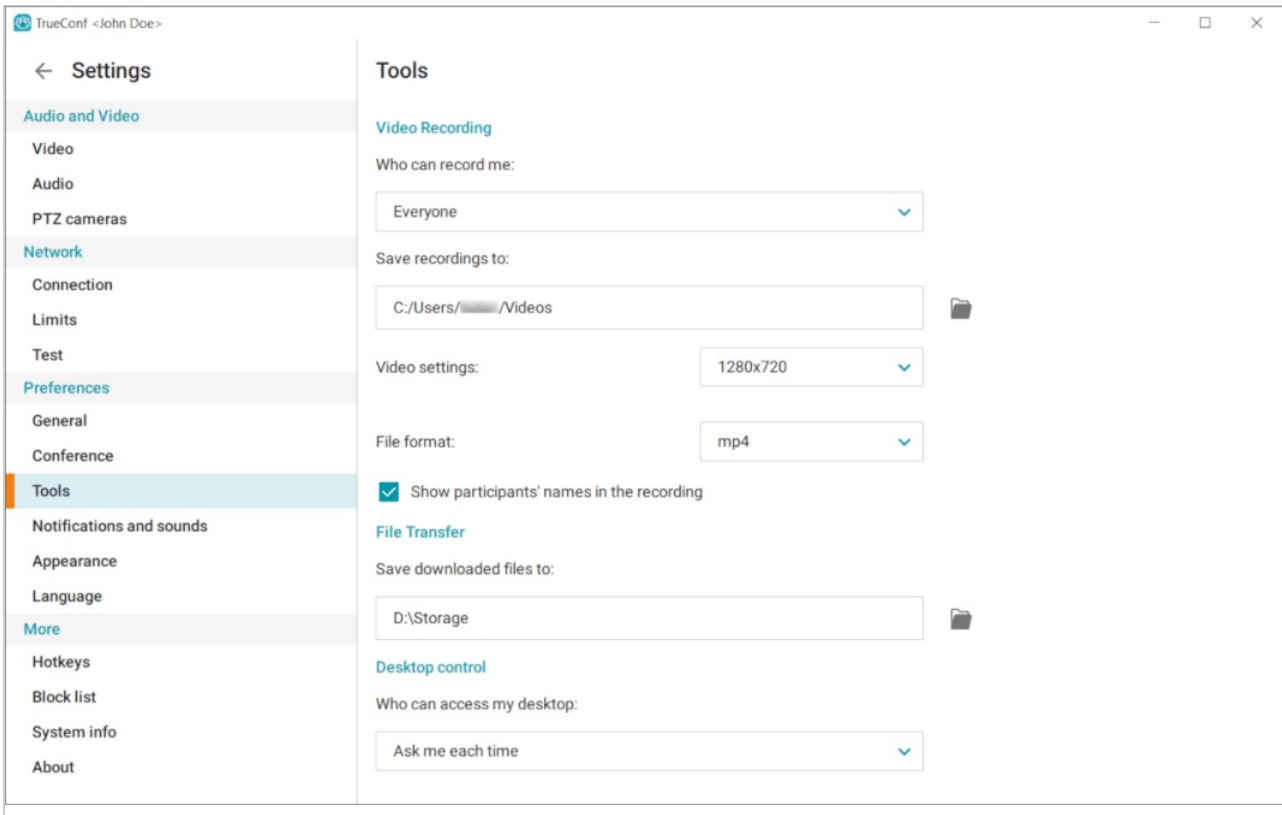 TrueConf <John Doe>
Settings
Audio and Video
Video
Audio
PTZ cameras
Network
Connection
Limits
Test
Preferences
General
Conference
Tools
Notifications and sounds
Appearance
Language
More
Hotkeys
Block list
System info
About
Tools
Video Recording
Who can record me:
Everyone
Save recordings to:
C:/Users/ /Videos
Video settings: 1280x720
File format: mp4
Show participants' names in the recording
File Transfer
Save downloaded files to:
D:\Storage
Desktop control
Who can access my desktop:
Ask me each time